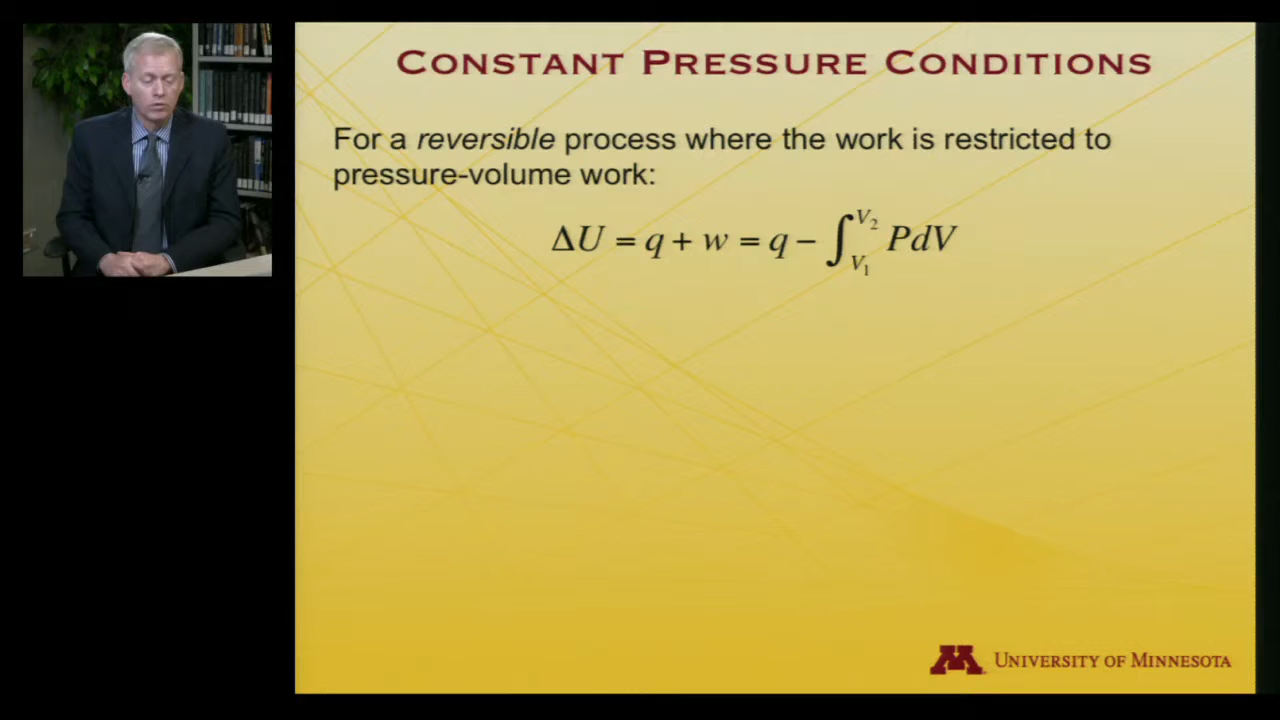 CONSTANT PRESSURE CONDITIONS
For a reversible process where the work is restricted to
pressure-volume work:
ΔU = q + w = q − ∫_{V₁}^{V₂} PdV
M UNIVERSITY OF MINNESOTA